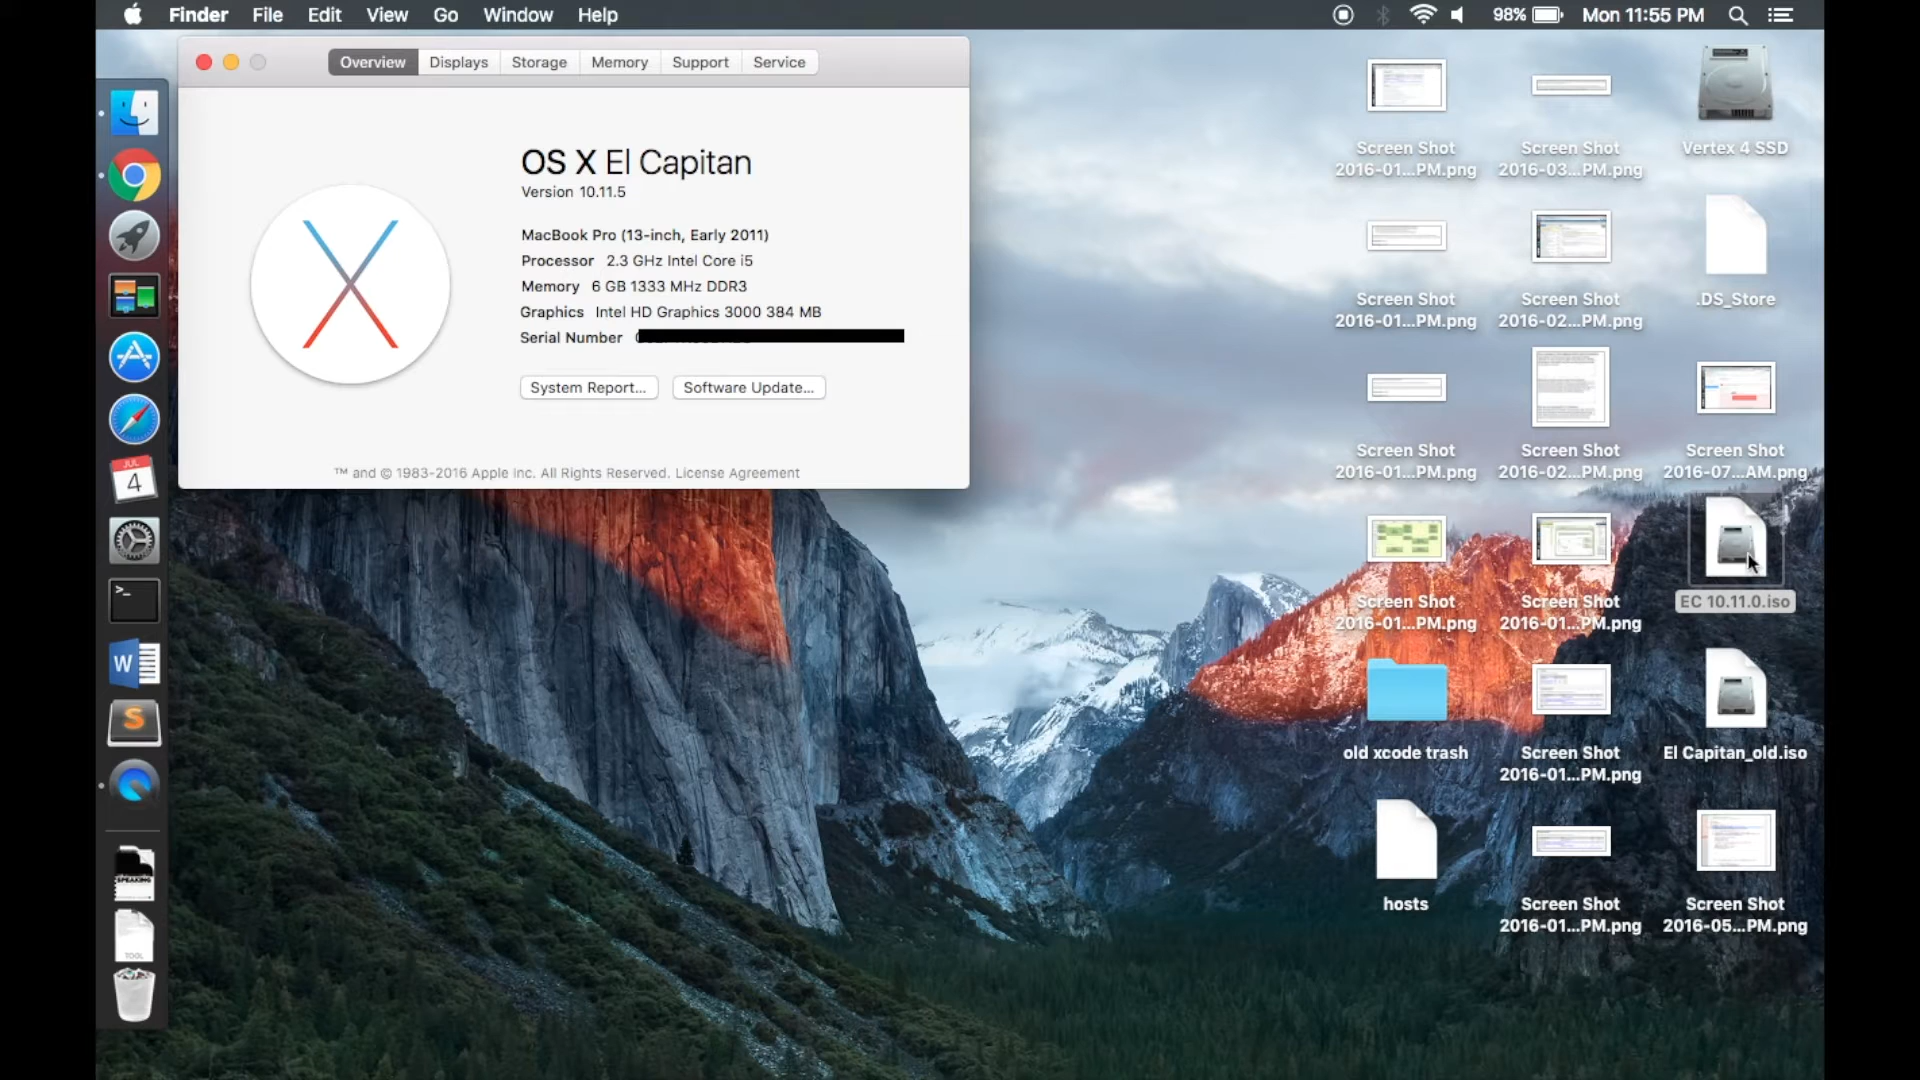 Finder File Edit View Go Window Help 98% Mon 11:55 PM
Overview Displays Storage Memory Support Service
OS X El Capitan
Version 10.11.5
MacBook Pro (13-inch, Early 2011)
Processor 2.3 GHz Intel Core i5
Memory 6 GB 1333 MHz DDR3
Graphics Intel HD Graphics 3000 384 MB
Serial Number
System Report... Software Update...
™ and © 1983-2016 Apple Inc. All Rights Reserved. License Agreement
JUL
4
>_
W
S
SPEAKING
TOOL
Screen Shot
2016-01...PM.png
Screen Shot
2016-03...PM.png
Vertex 4 SSD
Screen Shot
2016-01...PM.png
Screen Shot
2016-02...PM.png
.DS_Store
Screen Shot
2016-01...PM.png
Screen Shot
2016-02...PM.png
Screen Shot
2016-07...AM.png
Screen Shot
2016-01...PM.png
Screen Shot
2016-01...PM.png
EC 10.11.0.iso
old xcode trash
Screen Shot
2016-01...PM.png
El Capitan_old.iso
hosts
Screen Shot
2016-01...PM.png
Screen Shot
2016-05...PM.png